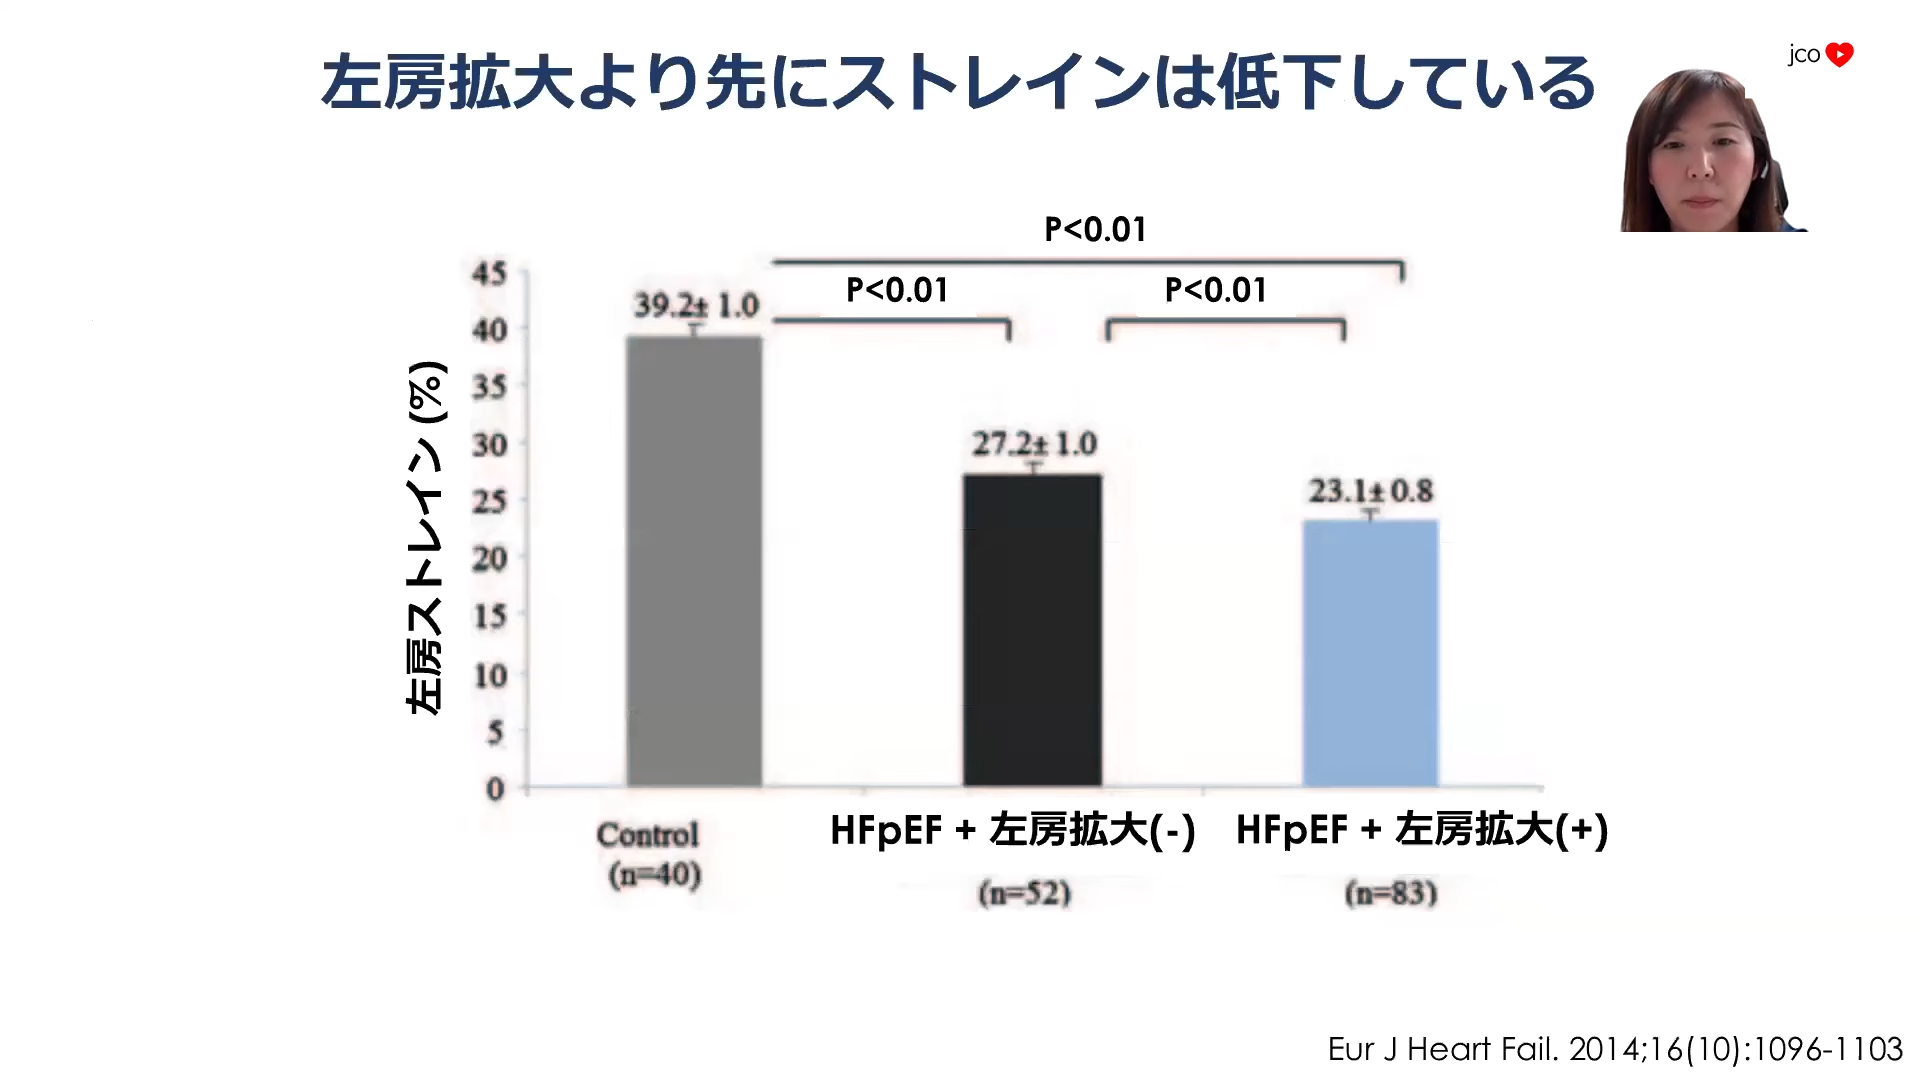 左房拡大より先にストレインは低下している
jco
P<0.01
P<0.01
P<0.01
左房ストレイン (%)
45
40
35
30
25
20
15
10
5
0
39.2± 1.0
27.2± 1.0
23.1± 0.8
Control
(n=40)
HFpEF + 左房拡大(-)
(n=52)
HFpEF + 左房拡大(+)
(n=83)
Eur J Heart Fail. 2014;16(10):1096-1103